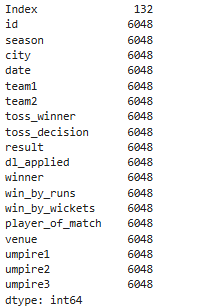 Index 132
id 6048
season 6048
city 6048
date 6048
team1 6048
team2 6048
toss_winner 6048
toss_decision 6048
result 6048
dl_applied 6048
winner 6048
win_by_runs 6048
win_by_wickets 6048
player_of_match 6048
venue 6048
umpire1 6048
umpire2 6048
umpire3 6048
dtype: int64